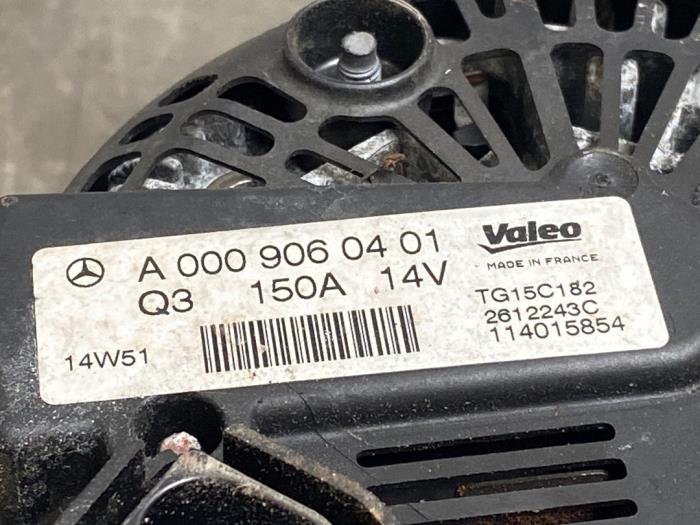 A 000 906 04 01
Q3 150A 14V
14W51
Valeo
MADE IN FRANCE
TG15C182
2612243C
114015854